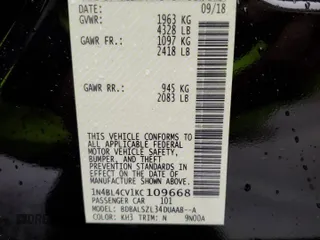 DATE: 09/18
GVWR: 1963 KG
4328 LB
GAWR FR.: 1097 KG
2418 LB
GAWR RR.: 945 KG
2083 LB
THIS VEHICLE CONFORMS TO ALL
APPLICABLE FEDERAL
MOTOR VEHICLE SAFETY,
BUMPER, AND THEFT
PREVENTION STANDARDS IN
EFFECT ON THE DATE OF
MANUFACTURE SHOWN ABOVE.
1N4BL4CV1KC109668
PASSENGER CAR 101
MODEL: BDBALSZL34DUAA8--A
COLOR: KH3 TRIM: N 9N00A